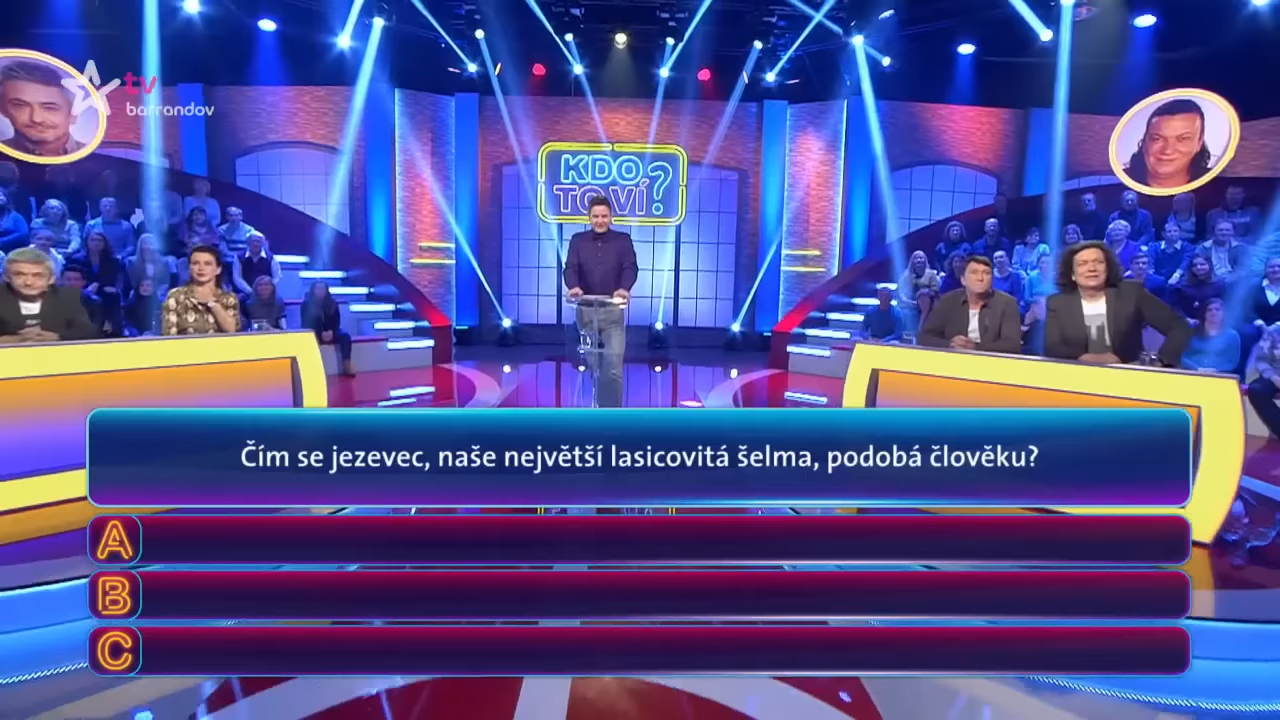 tv
barrandov
KDO
TO VÍ?
Čím se jezevec, naše největší lasicovitá šelma, podobá člověku?
A
B
C